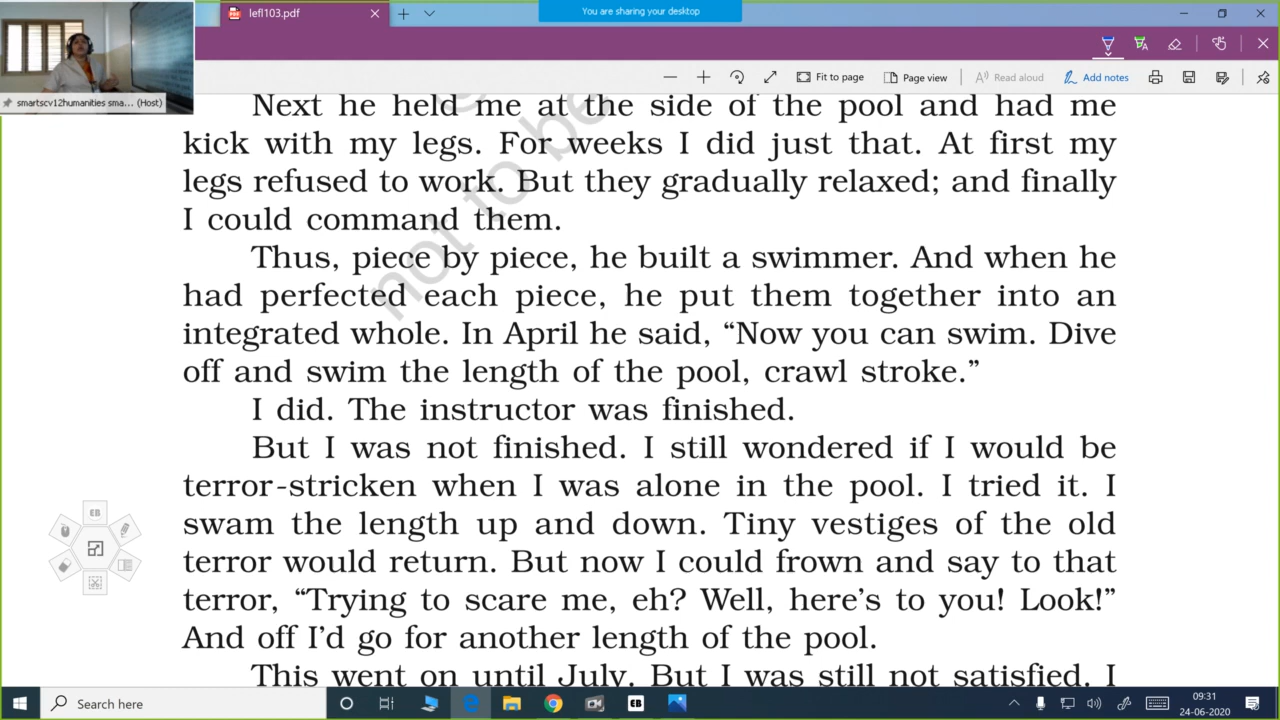 lefl103.pdf
You are sharing your desktop
smartscv12humanities sma... (Host)
Fit to page
Page view
Read aloud
Add notes
Next he held me at the side of the pool and had me
kick with my legs. For weeks I did just that. At first my
legs refused to work. But they gradually relaxed; and finally
I could command them.
Thus, piece by piece, he built a swimmer. And when he
had perfected each piece, he put them together into an
integrated whole. In April he said, “Now you can swim. Dive
off and swim the length of the pool, crawl stroke.”
I did. The instructor was finished.
But I was not finished. I still wondered if I would be
terror-stricken when I was alone in the pool. I tried it. I
swam the length up and down. Tiny vestiges of the old
terror would return. But now I could frown and say to that
terror, “Trying to scare me, eh? Well, here’s to you! Look!”
And off I’d go for another length of the pool.
This went on until July. But I was still not satisfied. I
not to be
EB
Search here
EB
09:31
24-06-2020